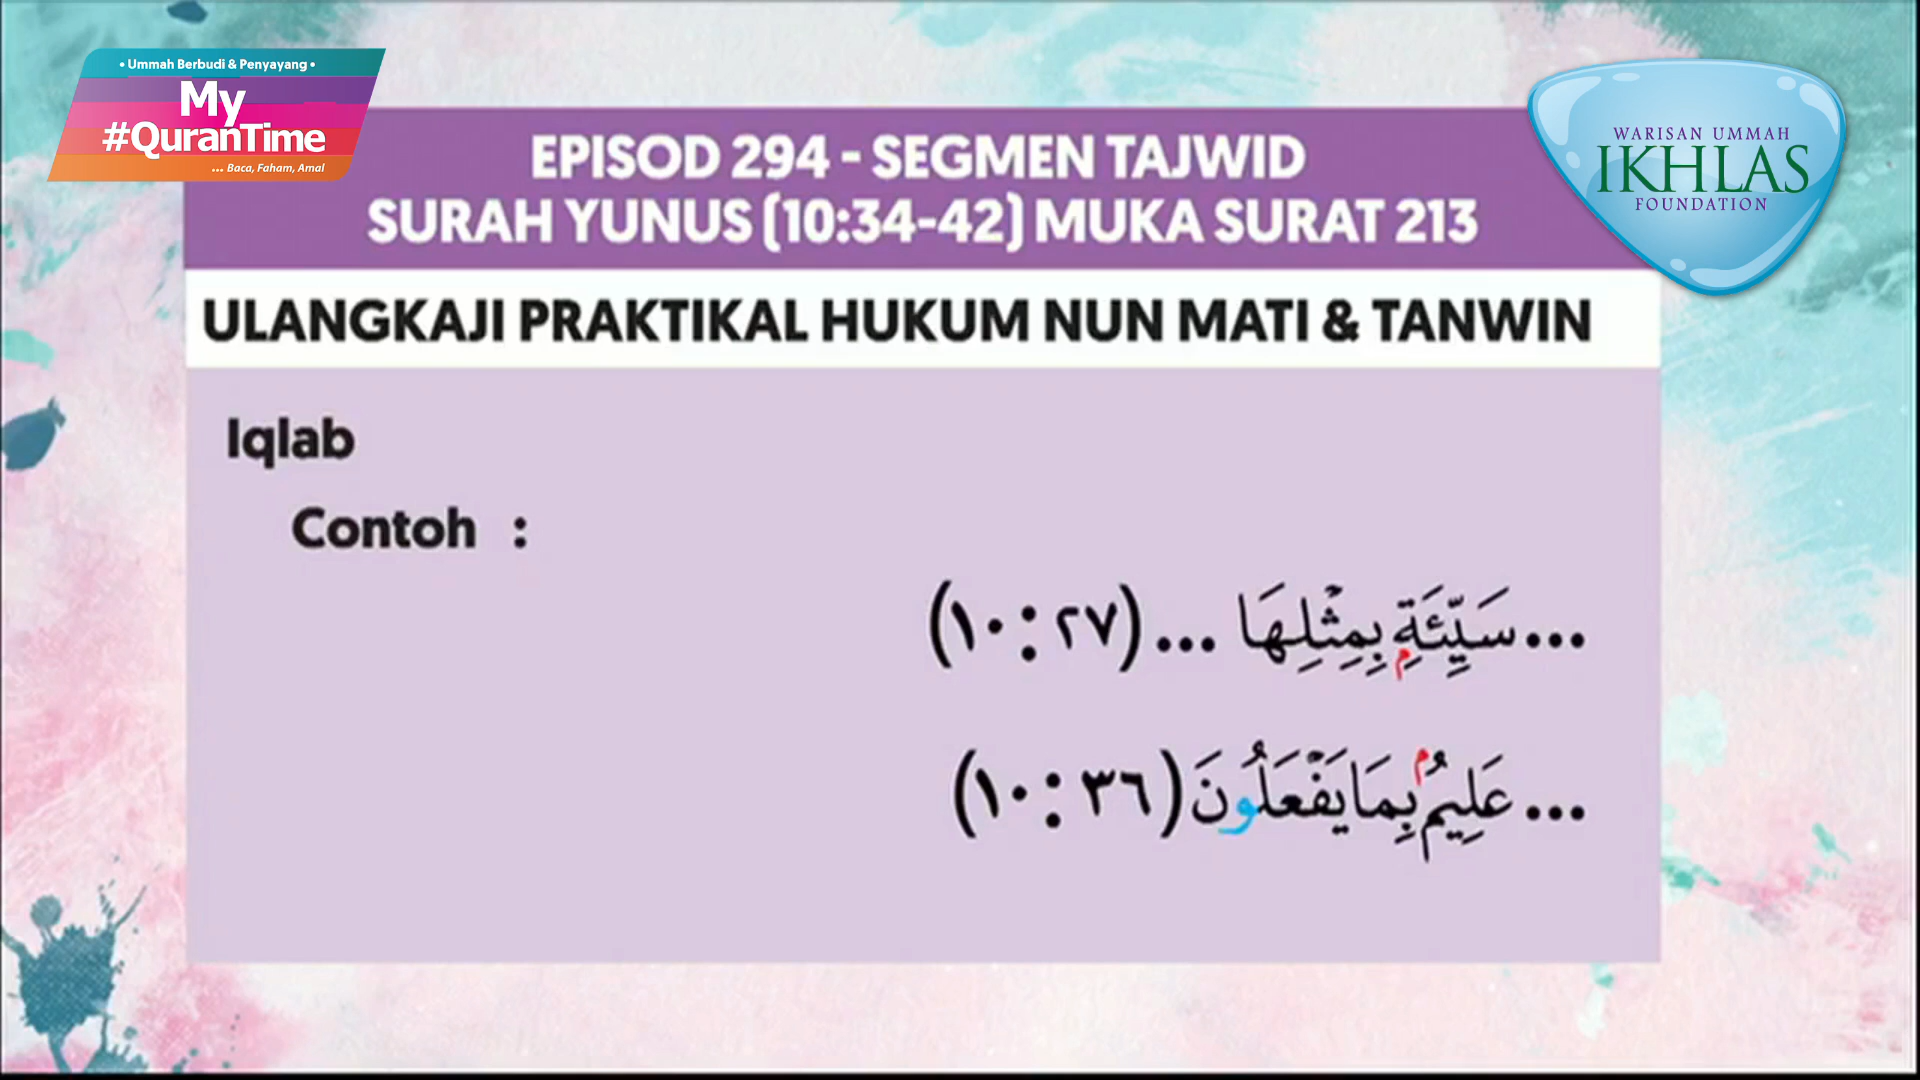 • Ummah Berbudi & Penyayang •
My
#QuranTime
... Baca, Faham, Amal
WARISAN UMMAH
IKHLAS
FOUNDATION
EPISOD 294 - SEGMEN TAJWID
SURAH YUNUS (10:34-42) MUKA SURAT 213
ULANGKAJI PRAKTIKAL HUKUM NUN MATI & TANWIN
Iqlab
Contoh :
...سَيِّئَةِۭ بِمِثْلِهَا ... (١٠:٢٧)
... عَلِيمُۢ بِمَا يَفْعَلُونَ (١٠:٣٦)